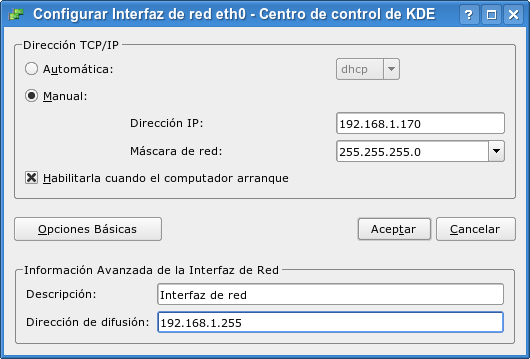 Configurar Interfaz de red eth0 - Centro de control de KDE
Dirección TCP/IP
Automática: dhcp
Manual:
Dirección IP: 192.168.1.170
Máscara de red: 255.255.255.0
Habilitarla cuando el computador arranque
Opciones Básicas Aceptar Cancelar
Información Avanzada de la Interfaz de Red
Descripción: Interfaz de red
Dirección de difusión: 192.168.1.255